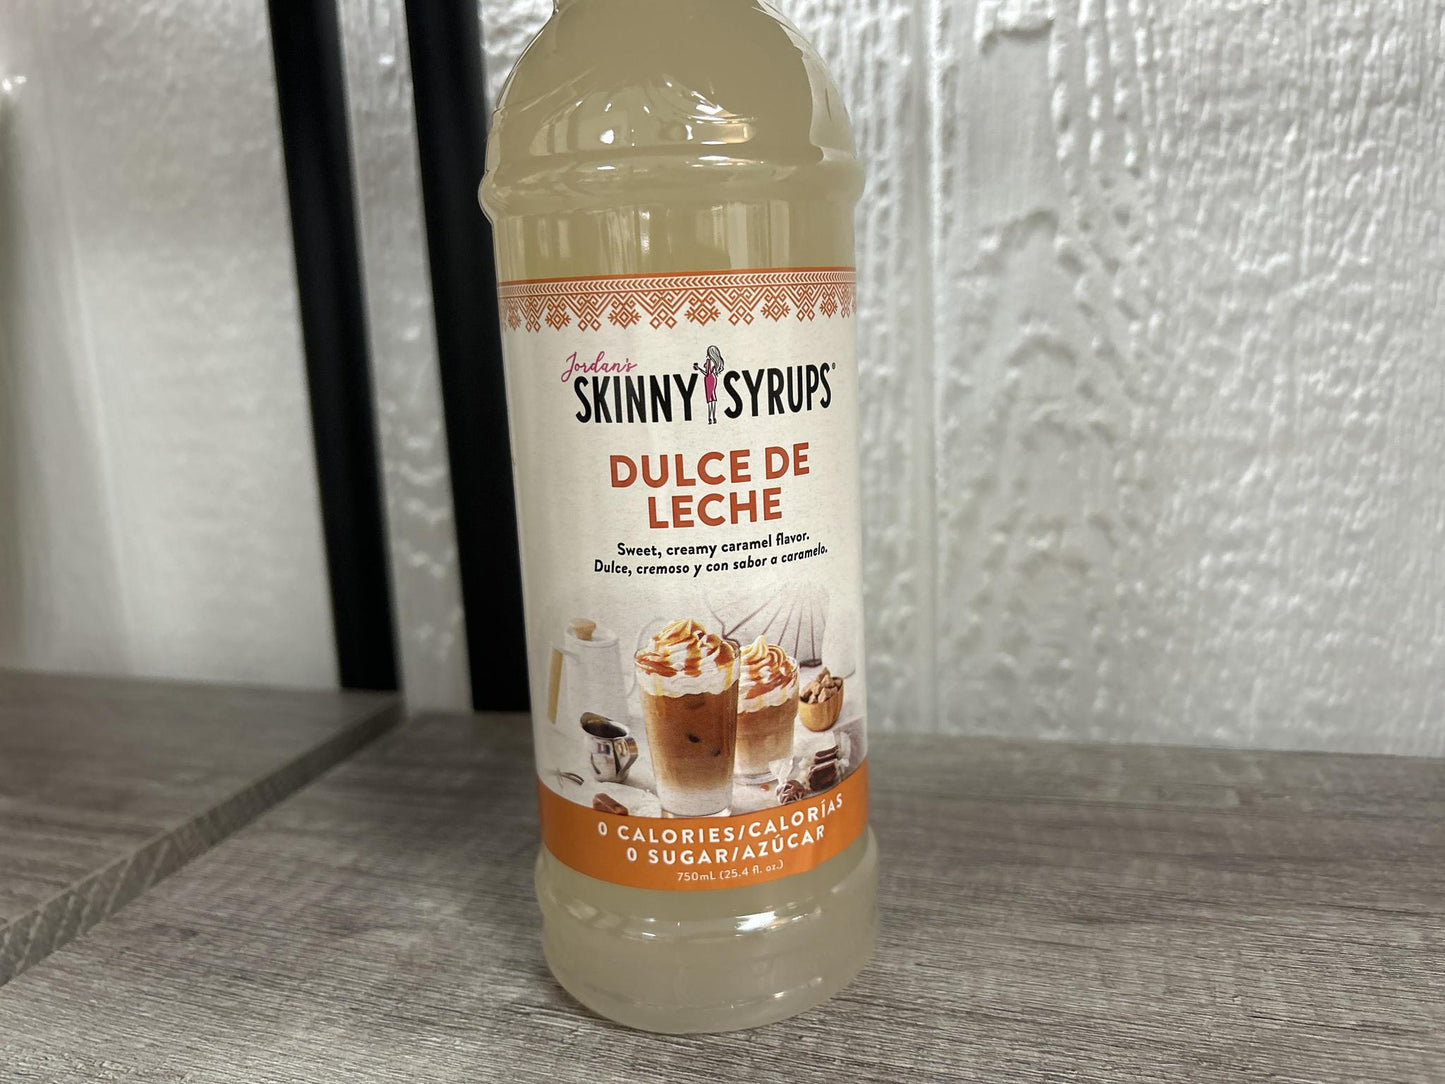 Jordan's
SKINNY SYRUPS®
DULCE DE
LECHE
Sweet, creamy caramel flavor.
Dulce, cremoso y con sabor a caramelo.
0 CALORIES/CALORÍAS
0 SUGAR/AZÚCAR
750mL (25.4 fl. oz.)